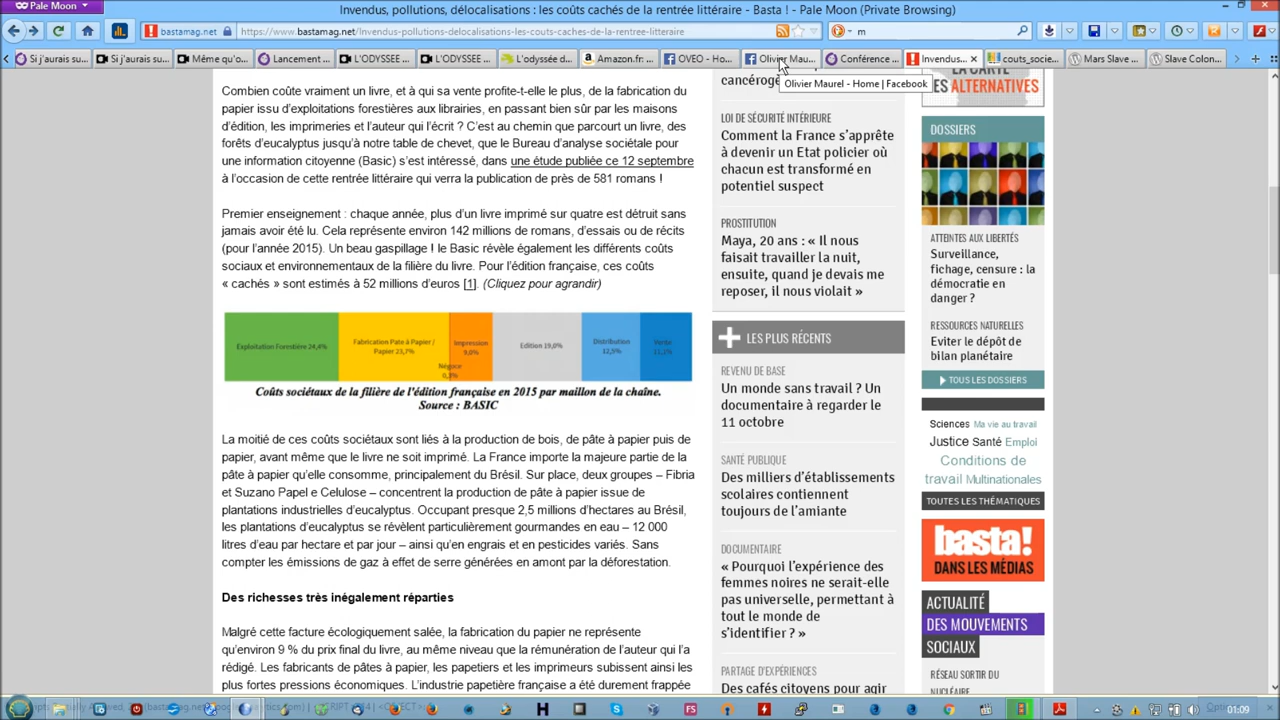 Pale Moon
Invendus, pollutions, délocalisations : les coûts cachés de la rentrée littéraire - Basta ! - Pale Moon (Private Browsing)
bastamag.net
https://www.bastamag.net/Invendus-pollutions-delocalisations-les-couts-caches-de-la-rentree-litteraire
m
Si j'aurais su...
Si j'aurais su...
Même qu'o...
Lancement ...
L'ODYSSÉE ...
L'ODYSSÉE ...
L'odyssée d...
Amazon.fr: ...
OVEO - Ho...
Olivier Mau...
Conférence ...
Invendus...
couts_socie...
Mars Slave ...
Slave Colon...
Olivier Maurel - Home | Facebook
Combien coûte vraiment un livre, et à qui sa vente profite-t-elle le plus, de la fabrication du
papier issu d'exploitations forestières aux librairies, en passant bien sûr par les maisons
d'édition, les imprimeries et l'auteur qui l'écrit ? C'est au chemin que parcourt un livre, des
forêts d'eucalyptus jusqu'à notre table de chevet, que le Bureau d'analyse sociétale pour
une information citoyenne (Basic) s'est intéressé, dans une étude publiée ce 12 septembre
à l'occasion de cette rentrée littéraire qui verra la publication de près de 581 romans !
Premier enseignement : chaque année, plus d'un livre imprimé sur quatre est détruit sans
jamais avoir été lu. Cela représente environ 142 millions de romans, d'essais ou de récits
(pour l'année 2015). Un beau gaspillage ! le Basic révèle également les différents coûts
sociaux et environnementaux de la filière du livre. Pour l'édition française, ces coûts
« cachés » sont estimés à 52 millions d'euros [1]. (Cliquez pour agrandir)
Exploitation Forestière 24,4%
Fabrication Pate à Papier /
Papier 23,7%
Négoce
0,3%
Impression
9,0%
Edition 19,0%
Distribution
12,5%
Vente
11,2%
Coûts sociétaux de la filière de l'édition française en 2015 par maillon de la chaîne.
Source : BASIC
La moitié de ces coûts sociétaux sont liés à la production de bois, de pâte à papier puis de
papier, avant même que le livre ne soit imprimé. La France importe la majeure partie de la
pâte à papier qu'elle consomme, principalement du Brésil. Sur place, deux groupes – Fibria
et Suzano Papel e Celulose – concentrent la production de pâte à papier issue de
plantations industrielles d'eucalyptus. Occupant presque 2,5 millions d'hectares au Brésil,
les plantations d'eucalyptus se révèlent particulièrement gourmandes en eau – 12 000
litres d'eau par hectare et par jour – ainsi qu'en engrais et en pesticides variés. Sans
compter les émissions de gaz à effet de serre générées en amont par la déforestation.
Des richesses très inégalement réparties
Malgré cette facture écologiquement salée, la fabrication du papier ne représente
qu'environ 9 % du prix final du livre, au même niveau que la rémunération de l'auteur qui l'a
rédigé. Les fabricants de pâtes à papier, les papetiers et les imprimeurs subissent ainsi les
plus fortes pressions économiques. L'industrie papetière française a été durement frappée
LOI DE SÉCURITÉ INTÉRIEURE
Comment la France s'apprête
à devenir un Etat policier où
chacun est transformé en
potentiel suspect
PROSTITUTION
Maya, 20 ans : « Il nous
faisait travailler la nuit,
ensuite, quand je devais me
reposer, il nous violait »
LES PLUS RÉCENTS
REVENU DE BASE
Un monde sans travail ? Un
documentaire à regarder le
11 octobre
SANTÉ PUBLIQUE
Des milliers d'établissements
scolaires contiennent
toujours de l'amiante
DOCUMENTAIRE
« Pourquoi l'expérience des
femmes noires ne serait-elle
pas universelle, permettant à
tout le monde de
s'identifier ? »
PARTAGE D'EXPÉRIENCES
Des cafés citoyens pour agir
LA CARTE
DES ALTERNATIVES
DOSSIERS
ATTEINTES AUX LIBERTÉS
Surveillance,
fichage, censure : la
démocratie en
danger ?
RESSOURCES NATURELLES
Eviter le dépôt de
bilan planétaire
TOUS LES DOSSIERS
Sciences Ma vie au travail
Justice Santé Emploi
Conditions de
travail Multinationales
TOUTES LES THÉMATIQUES
basta!
DANS LES MÉDIAS
ACTUALITÉ
DES MOUVEMENTS
SOCIAUX
RÉSEAU SORTIR DU
NUCLÉAIRE
01:09